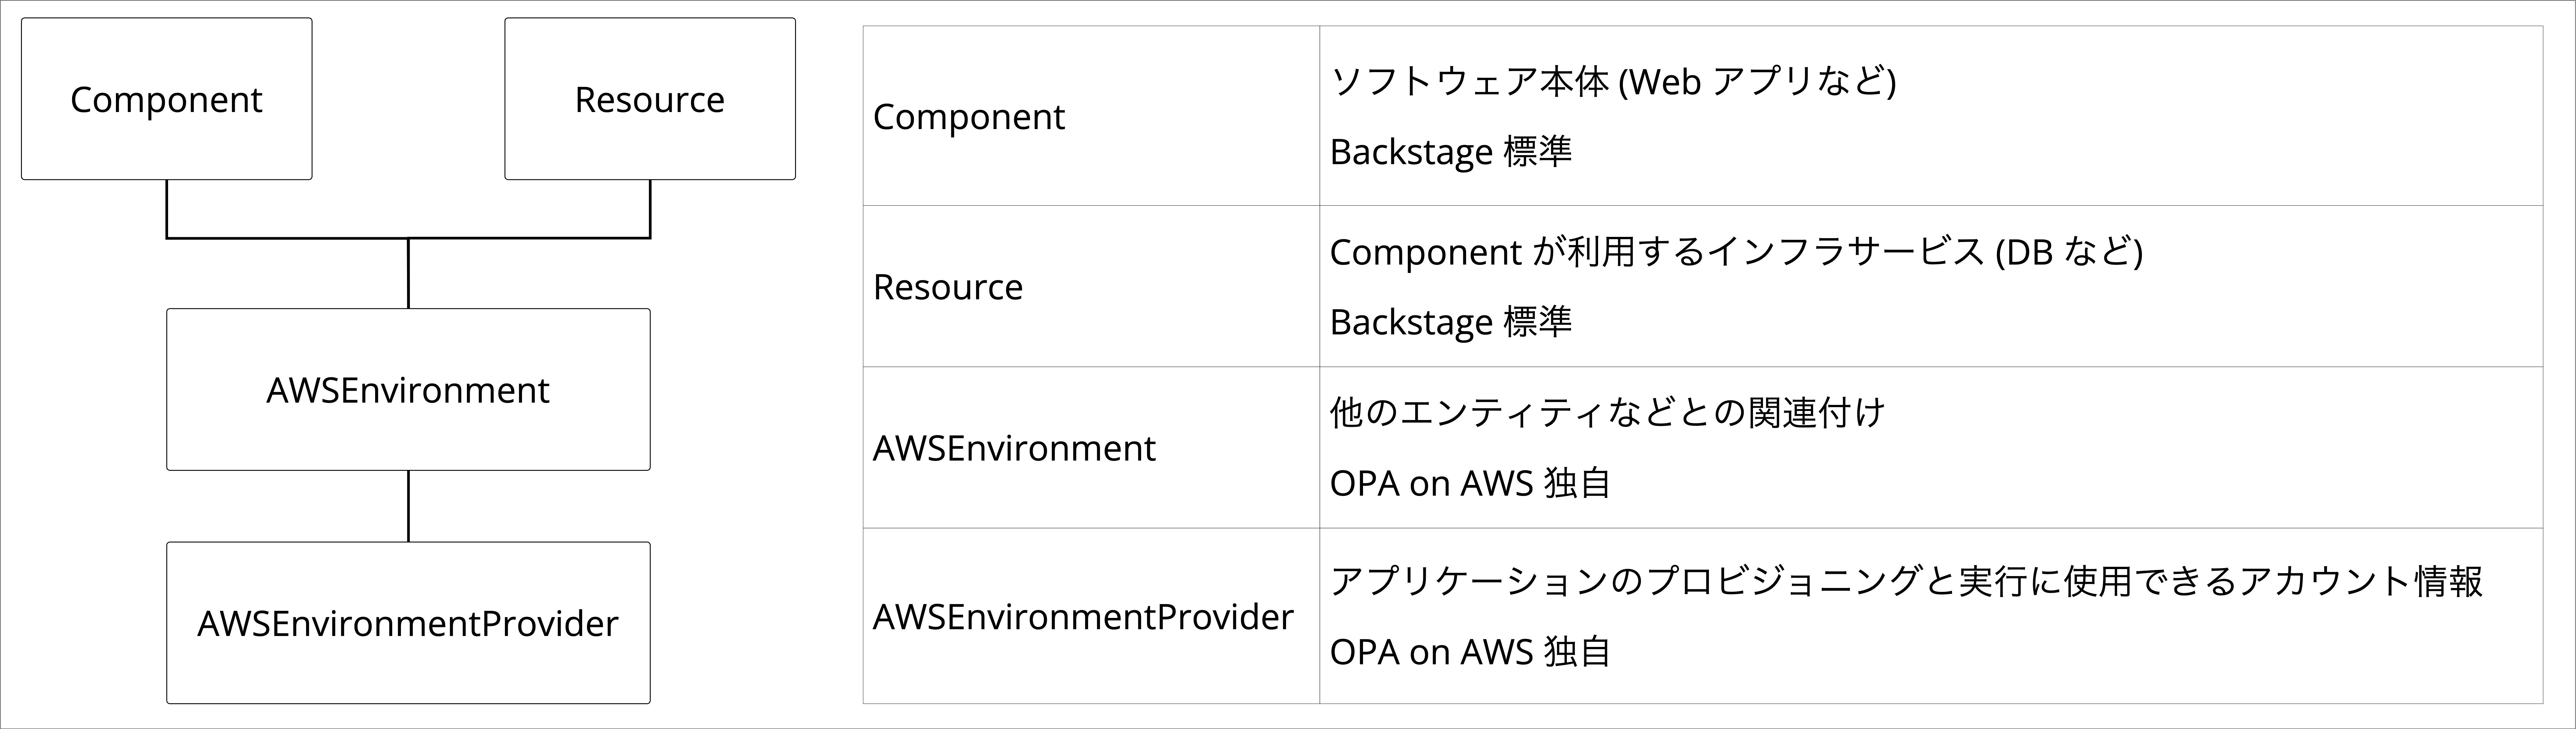 Component
Resource
AWSEnvironment
AWSEnvironmentProvider
Component
ソフトウェア本体 (Web アプリなど)
Backstage 標準
Resource
Component が利用するインフラサービス (DB など)
Backstage 標準
AWSEnvironment
他のエンティティなどとの関連付け
OPA on AWS 独自
AWSEnvironmentProvider
アプリケーションのプロビジョニングと実行に使用できるアカウント情報
OPA on AWS 独自